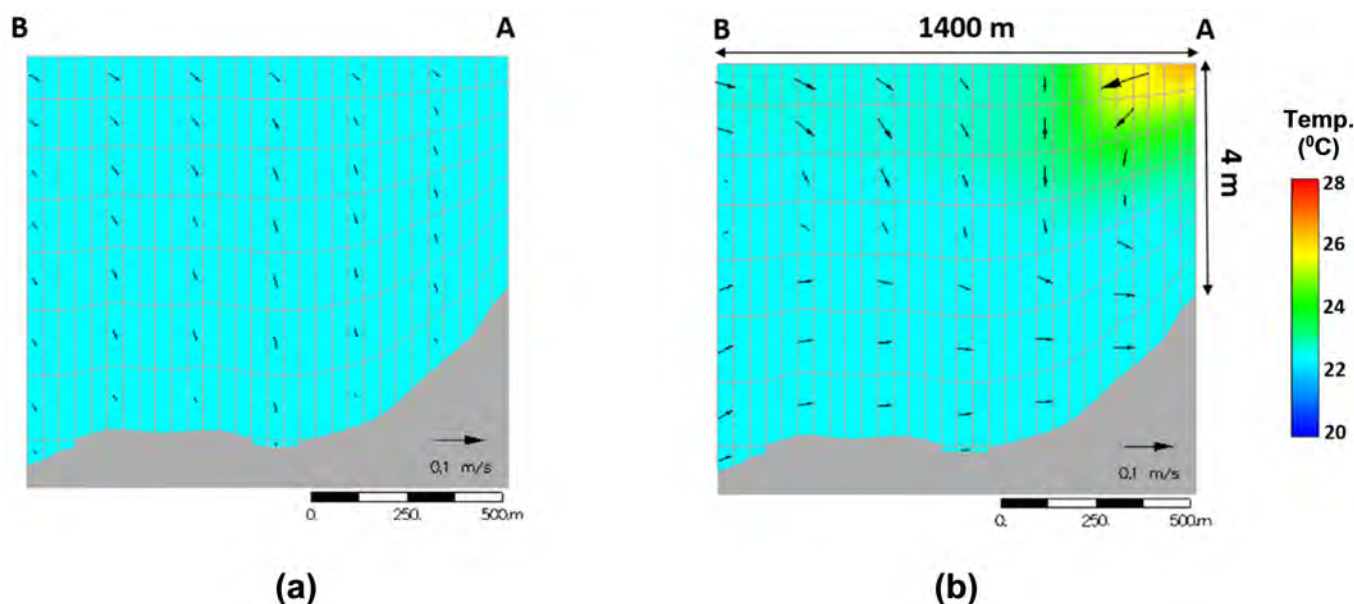 B A
B 1400 m A
4 m
Temp.
(⁰C)
28
26
24
22
20
0.1 m/s
0. 250. 500.m
0.1 m/s
0. 250. 500.m
(a) (b)